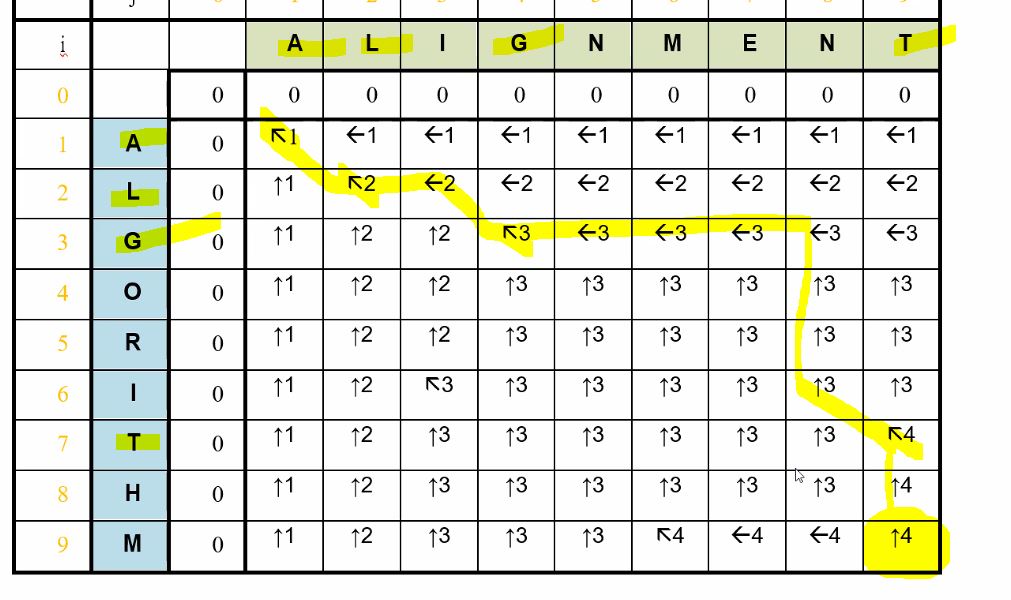 i A L I G N M E N T
0 0 0 0 0 0 0 0 0 0 0
1 A 0 ↖1 ←1 ←1 ←1 ←1 ←1 ←1 ←1 ←1
2 L 0 ↑1 ↖2 ←2 ←2 ←2 ←2 ←2 ←2 ←2
3 G 0 ↑1 ↑2 ↑2 ↖3 ←3 ←3 ←3 ←3 ←3
4 O 0 ↑1 ↑2 ↑2 ↑3 ↑3 ↑3 ↑3 ↑3 ↑3
5 R 0 ↑1 ↑2 ↑2 ↑3 ↑3 ↑3 ↑3 ↑3 ↑3
6 I 0 ↑1 ↑2 ↖3 ↑3 ↑3 ↑3 ↑3 ↑3 ↑3
7 T 0 ↑1 ↑2 ↑3 ↑3 ↑3 ↑3 ↑3 ↑3 ↖4
8 H 0 ↑1 ↑2 ↑3 ↑3 ↑3 ↑3 ↑3 ↑3 ↑4
9 M 0 ↑1 ↑2 ↑3 ↑3 ↑3 ↖4 ←4 ←4 ↑4